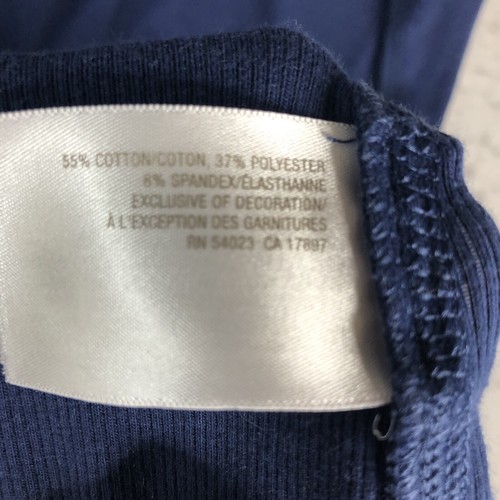 55% COTTON/COTON, 37% POLYESTER
8% SPANDEX/ÉLASTHANNE
EXCLUSIVE OF DECORATION/
À L'EXCEPTION DES GARNITURES
RN 54023 CA 17897